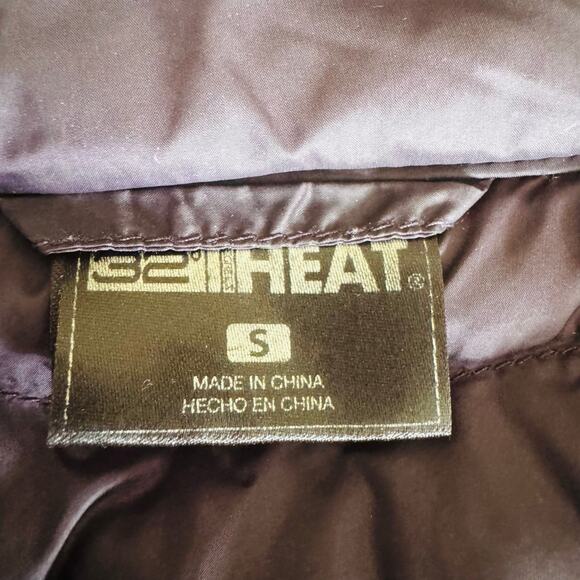 32° HEAT®
S
MADE IN CHINA
HECHO EN CHINA